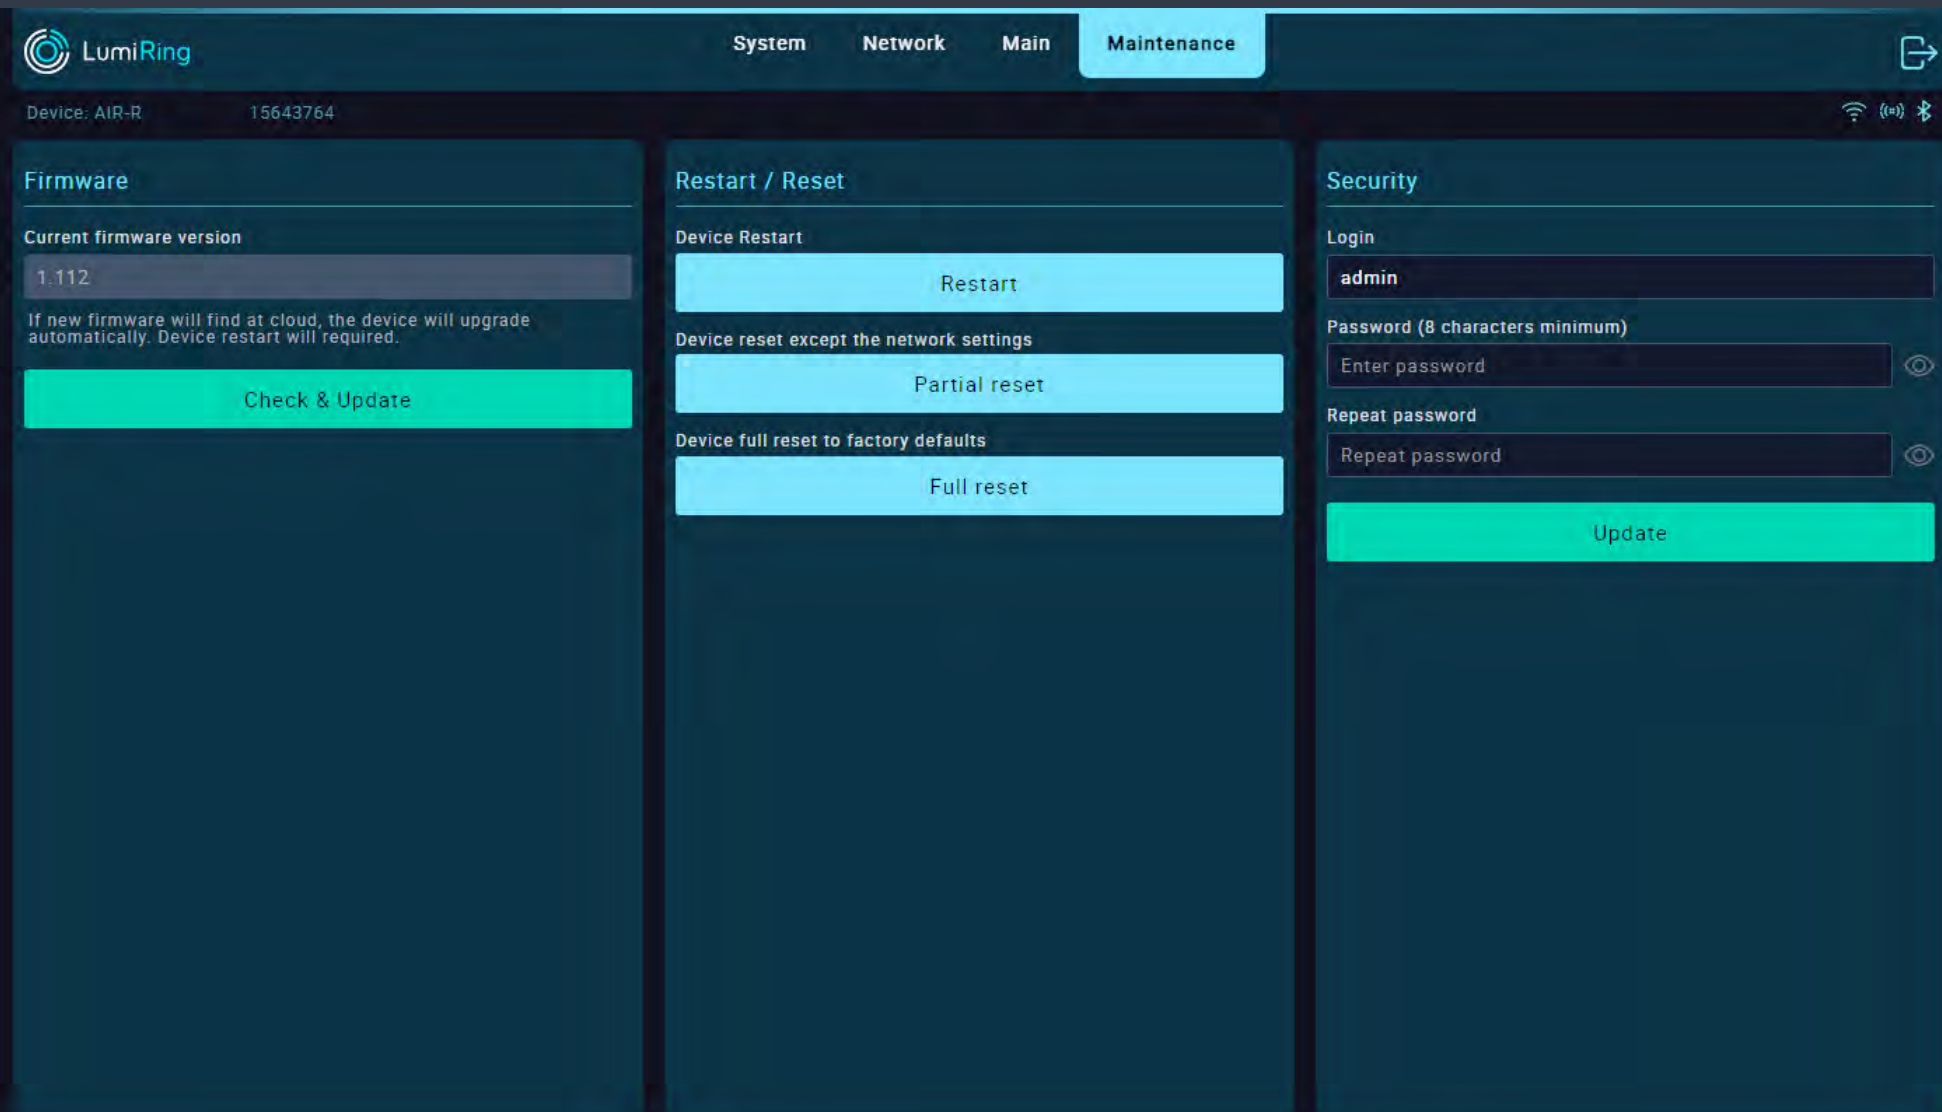 LumiRing
System Network Main Maintenance
Device: AIR-R 15643764
Firmware
Current firmware version
1.112
If new firmware will find at cloud, the device will upgrade
automatically. Device restart will required.
Check & Update
Restart / Reset
Device Restart
Restart
Device reset except the network settings
Partial reset
Device full reset to factory defaults
Full reset
Security
Login
admin
Password (8 characters minimum)
Enter password
Repeat password
Repeat password
Update